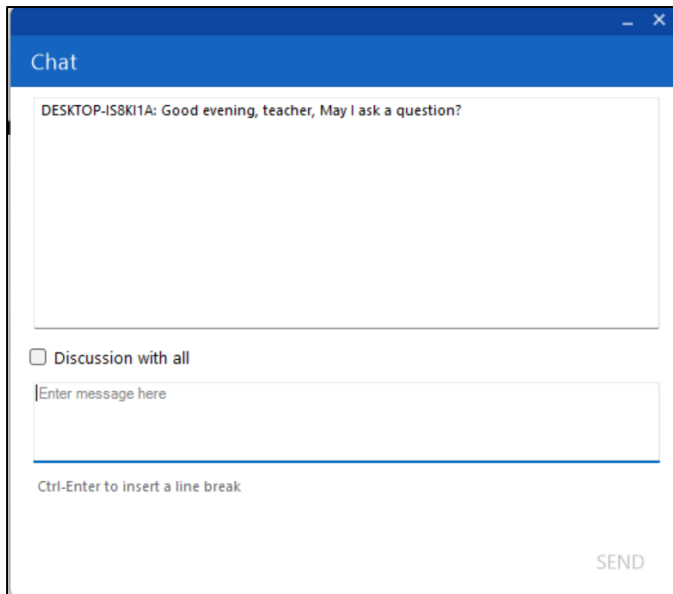 Chat
DESKTOP-IS8KI1A: Good evening, teacher, May I ask a question?
Discussion with all
Enter message here
Ctrl-Enter to insert a line break
SEND